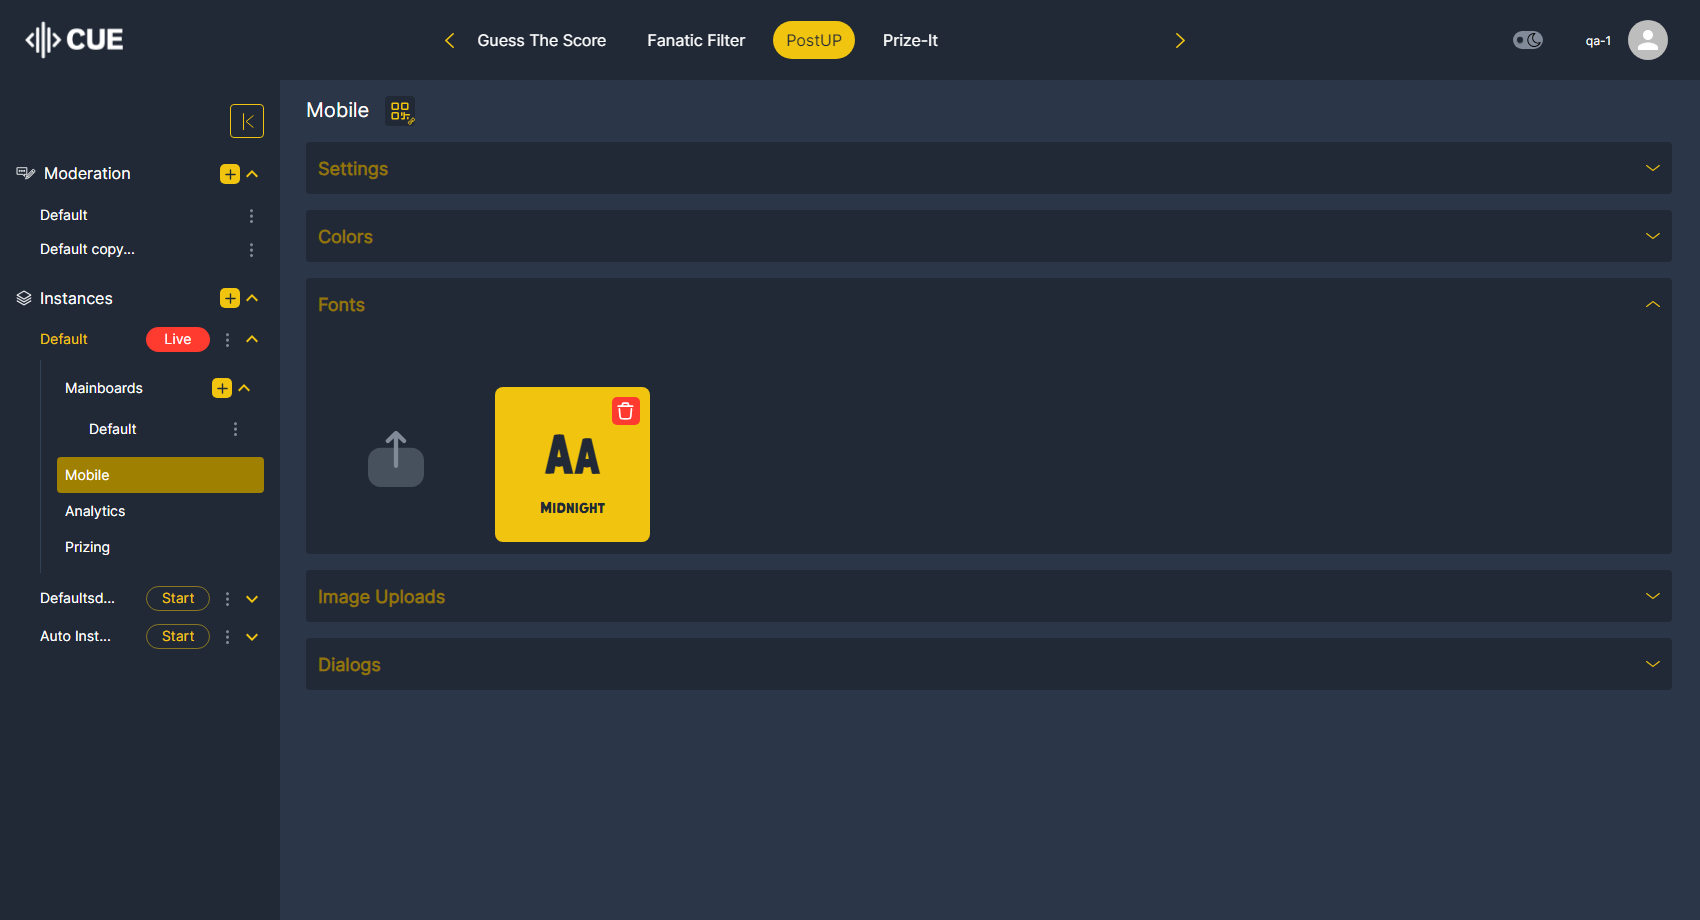 CUE
Guess The Score
Fanatic Filter
PostUP
Prize-It
qa-1
Moderation
Default
Default copy...
Instances
Default
Live
Mainboards
Default
Mobile
Analytics
Prizing
Defaultsd...
Start
Auto Inst...
Start
Mobile
Settings
Colors
Fonts
AA
MIDNIGHT
Image Uploads
Dialogs